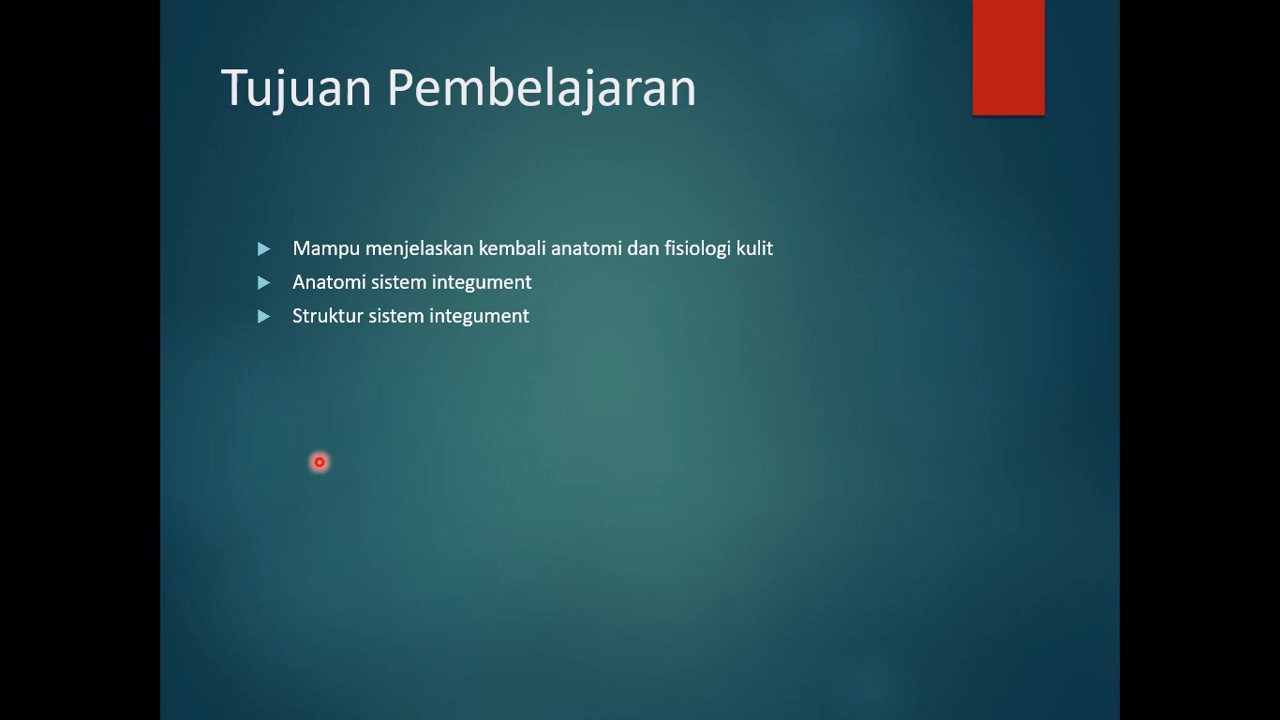 Tujuan Pembelajaran
Mampu menjelaskan kembali anatomi dan fisiologi kulit
Anatomi sistem integument
Struktur sistem integument